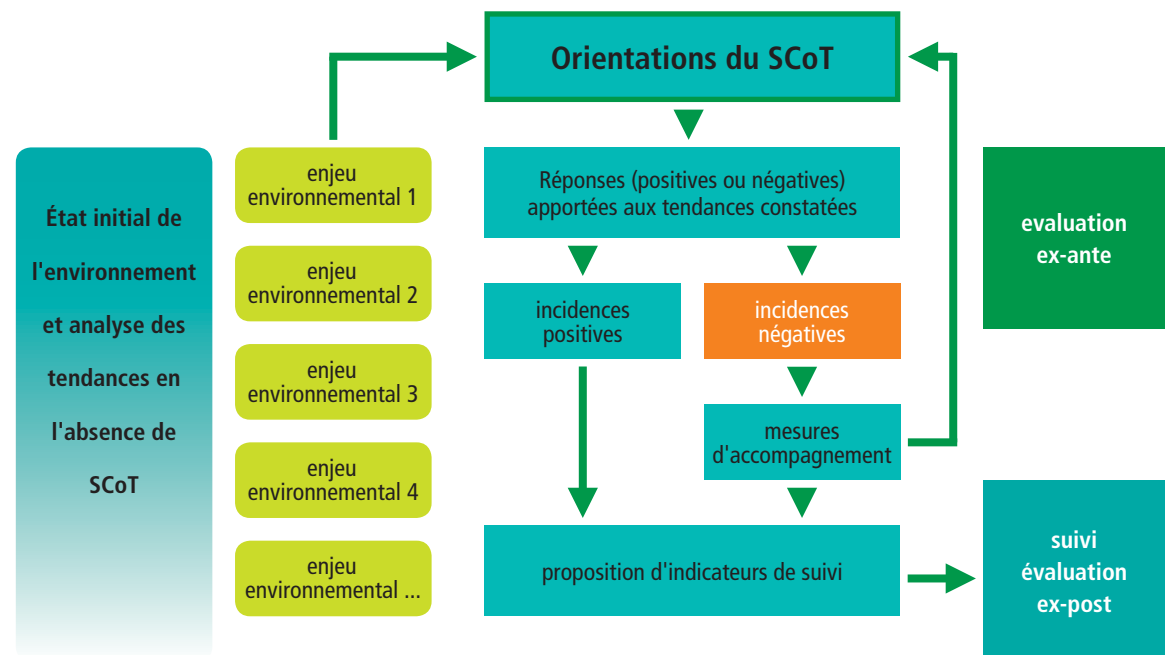 Orientations du SCoT
État initial de
l'environnement
et analyse des
tendances en
l'absence de
SCoT
enjeu
environnemental 1
enjeu
environnemental 2
enjeu
environnemental 3
enjeu
environnemental 4
enjeu
environnemental ...
Réponses (positives ou négatives)
apportées aux tendances constatées
incidences
positives
incidences
négatives
mesures
d'accompagnement
proposition d'indicateurs de suivi
evaluation
ex-ante
suivi
évaluation
ex-post